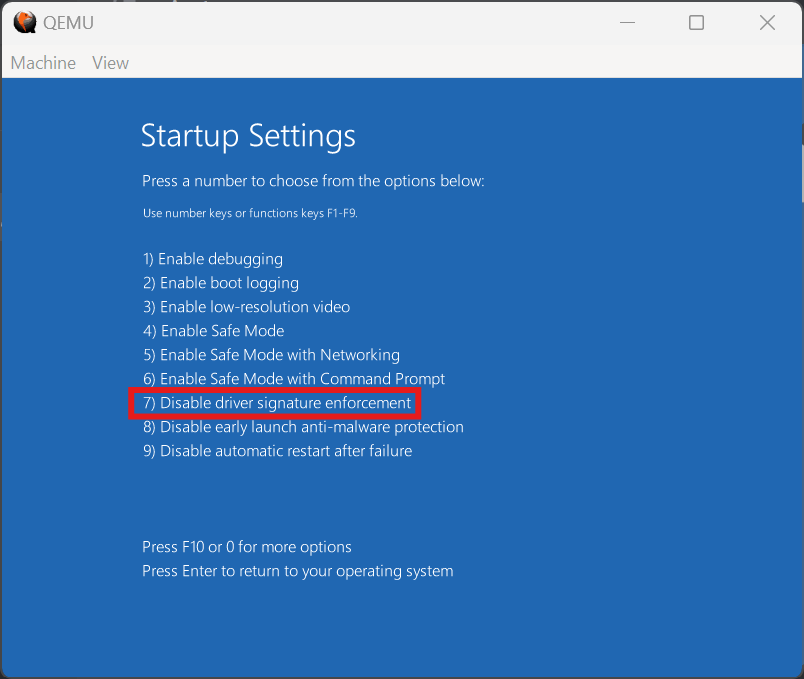 QEMU
Machine View
Startup Settings
Press a number to choose from the options below:
Use number keys or functions keys F1-F9.
1) Enable debugging
2) Enable boot logging
3) Enable low-resolution video
4) Enable Safe Mode
5) Enable Safe Mode with Networking
6) Enable Safe Mode with Command Prompt
7) Disable driver signature enforcement
8) Disable early launch anti-malware protection
9) Disable automatic restart after failure
Press F10 or 0 for more options
Press Enter to return to your operating system